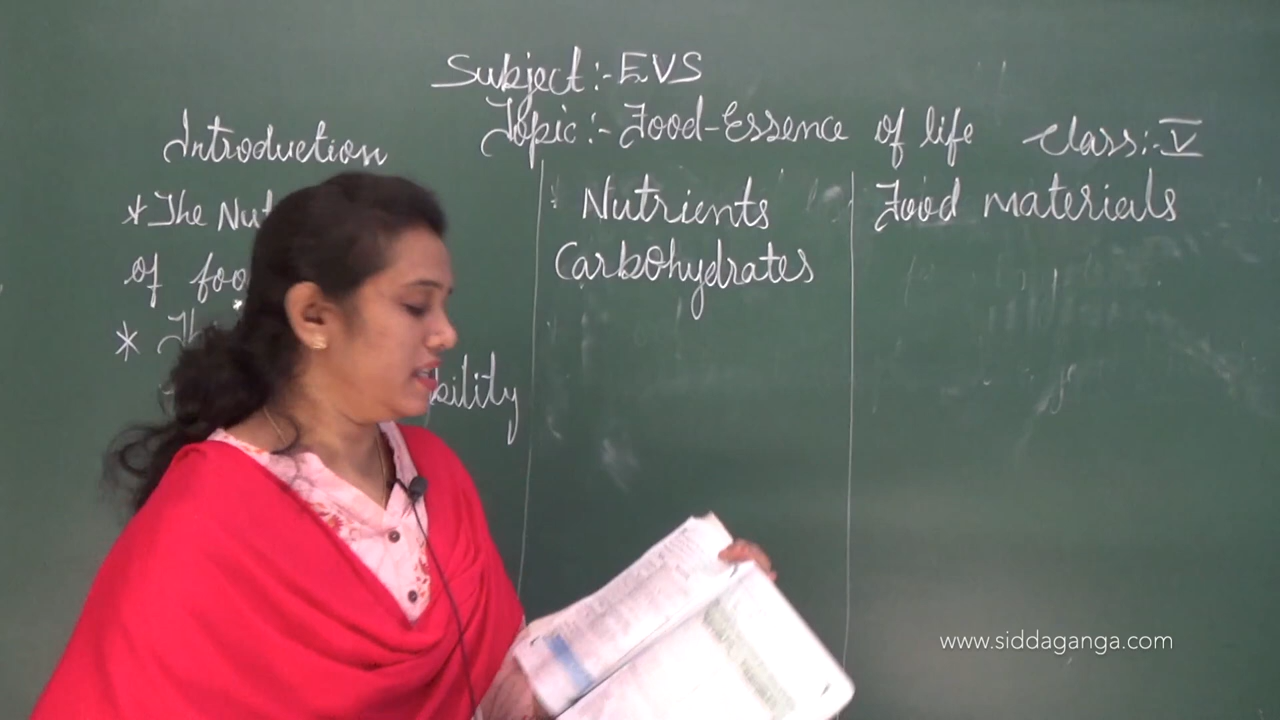 Subject:- EVS
Topic:- Food-Essence of life
Class:- V
Introduction
* The Nut
of foo
*
bility
Nutrients
Carbohydrates
Food materials
www.siddaganga.com